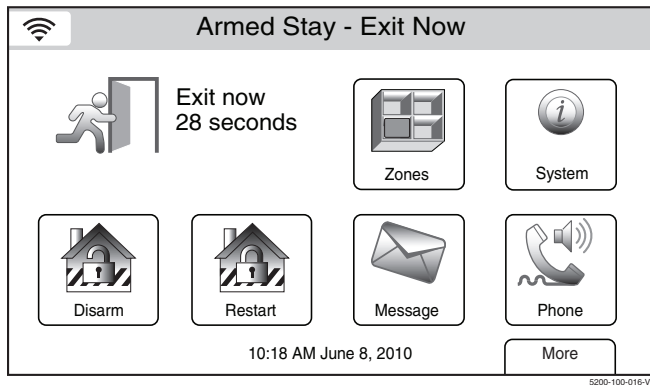 Armed Stay - Exit Now
Exit now
28 seconds
Zones
System
Disarm
Restart
Message
Phone
10:18 AM June 8, 2010
More
5200-100-016-V